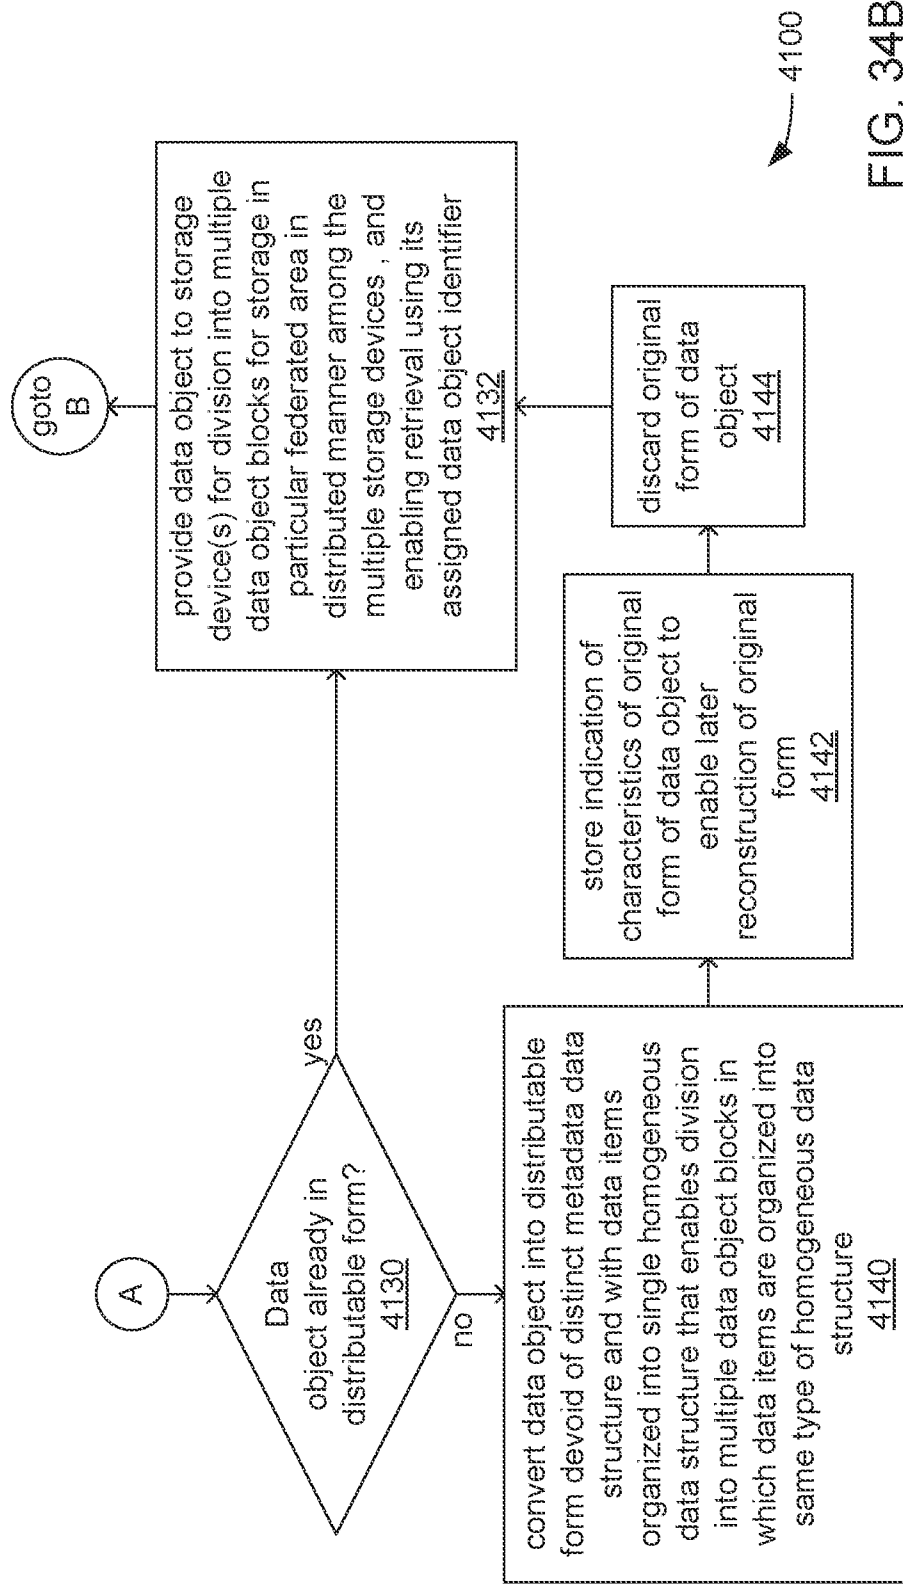 A
Data
object already in
distributable form?
4130
yes
no
goto
B
provide data object to storage
device(s) for division into multiple
data object blocks for storage in
particular federated area in
distributed manner among the
multiple storage devices , and
enabling retrieval using its
assigned data object identifier
4132
convert data object into distributable
form devoid of distinct metadata data
structure and with data items
organized into single homogeneous
data structure that enables division
into multiple data object blocks in
which data items are organized into
same type of homogeneous data
structure
4140
store indication of
characteristics of original
form of data object to
enable later
reconstruction of original
form
4142
discard original
form of data
object
4144
4100
FIG. 34B